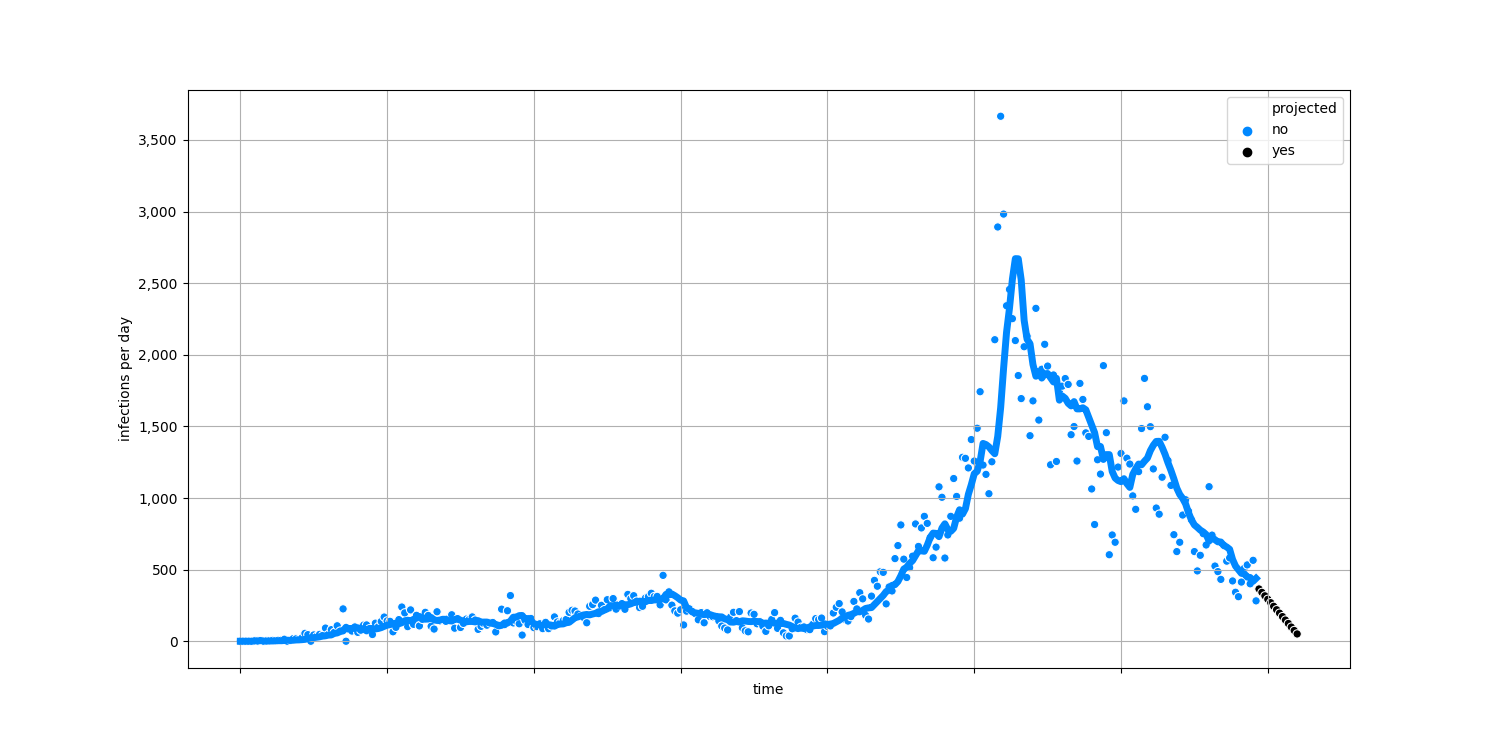 3,500
3,000
2,500
2,000
1,500
1,000
500
0
infections per day
time
projected
no
yes